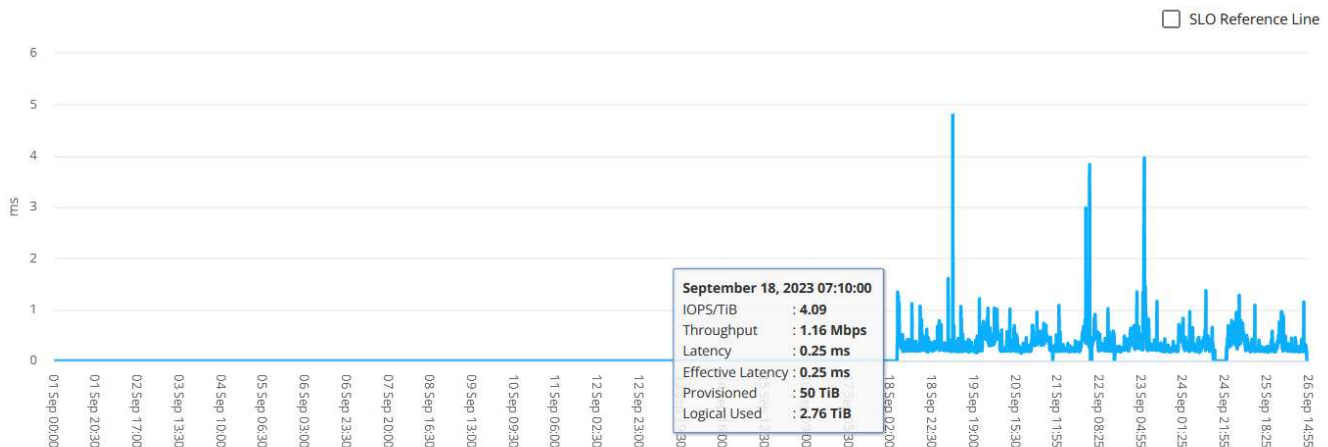 SLO Reference Line
6
5
4
3
2
1
0
ms
September 18, 2023 07:10:00
IOPS/TiB : 4.09
Throughput : 1.16 Mbps
Latency : 0.25 ms
Effective Latency : 0.25 ms
Provisioned : 50 TiB
Logical Used : 2.76 TiB
01 Sep 00:00
01 Sep 20:30
02 Sep 17:00
03 Sep 13:30
04 Sep 10:00
05 Sep 06:30
06 Sep 03:00
06 Sep 23:30
07 Sep 20:00
08 Sep 16:30
09 Sep 13:00
10 Sep 09:30
11 Sep 06:00
12 Sep 02:30
12 Sep 23:00
18 Sep 02:00
18 Sep 22:30
19 Sep 19:00
20 Sep 15:30
21 Sep 11:55
22 Sep 08:25
23 Sep 04:55
24 Sep 01:25
24 Sep 21:55
25 Sep 18:25
26 Sep 14:55